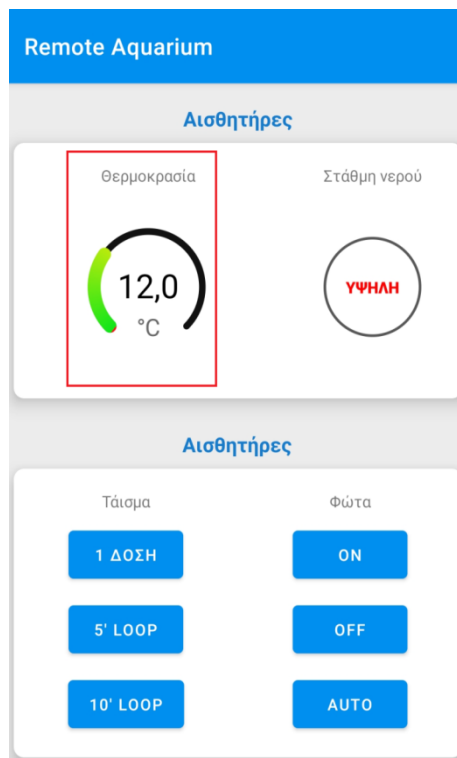 Remote Aquarium
Αισθητήρες
Θερμοκρασία
Στάθμη νερού
12,0
°C
ΥΨΗΛΗ
Αισθητήρες
Τάισμα
Φώτα
1 ΔΟΣΗ
ON
5' LOOP
OFF
10' LOOP
AUTO